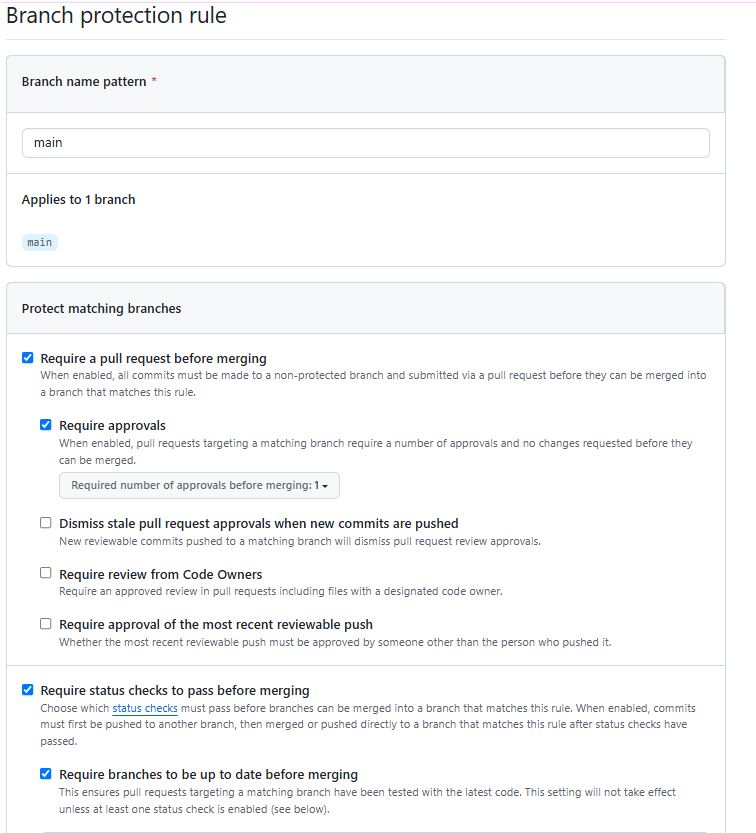 Branch protection rule
Branch name pattern *
main
Applies to 1 branch
main
Protect matching branches
Require a pull request before merging
When enabled, all commits must be made to a non-protected branch and submitted via a pull request before they can be merged into
a branch that matches this rule.
Require approvals
When enabled, pull requests targeting a matching branch require a number of approvals and no changes requested before they
can be merged.
Required number of approvals before merging: 1
Dismiss stale pull request approvals when new commits are pushed
New reviewable commits pushed to a matching branch will dismiss pull request review approvals.
Require review from Code Owners
Require an approved review in pull requests including files with a designated code owner.
Require approval of the most recent reviewable push
Whether the most recent reviewable push must be approved by someone other than the person who pushed it.
Require status checks to pass before merging
Choose which status checks must pass before branches can be merged into a branch that matches this rule. When enabled, commits
must first be pushed to another branch, then merged or pushed directly to a branch that matches this rule after status checks have
passed.
Require branches to be up to date before merging
This ensures pull requests targeting a matching branch have been tested with the latest code. This setting will not take effect
unless at least one status check is enabled (see below).